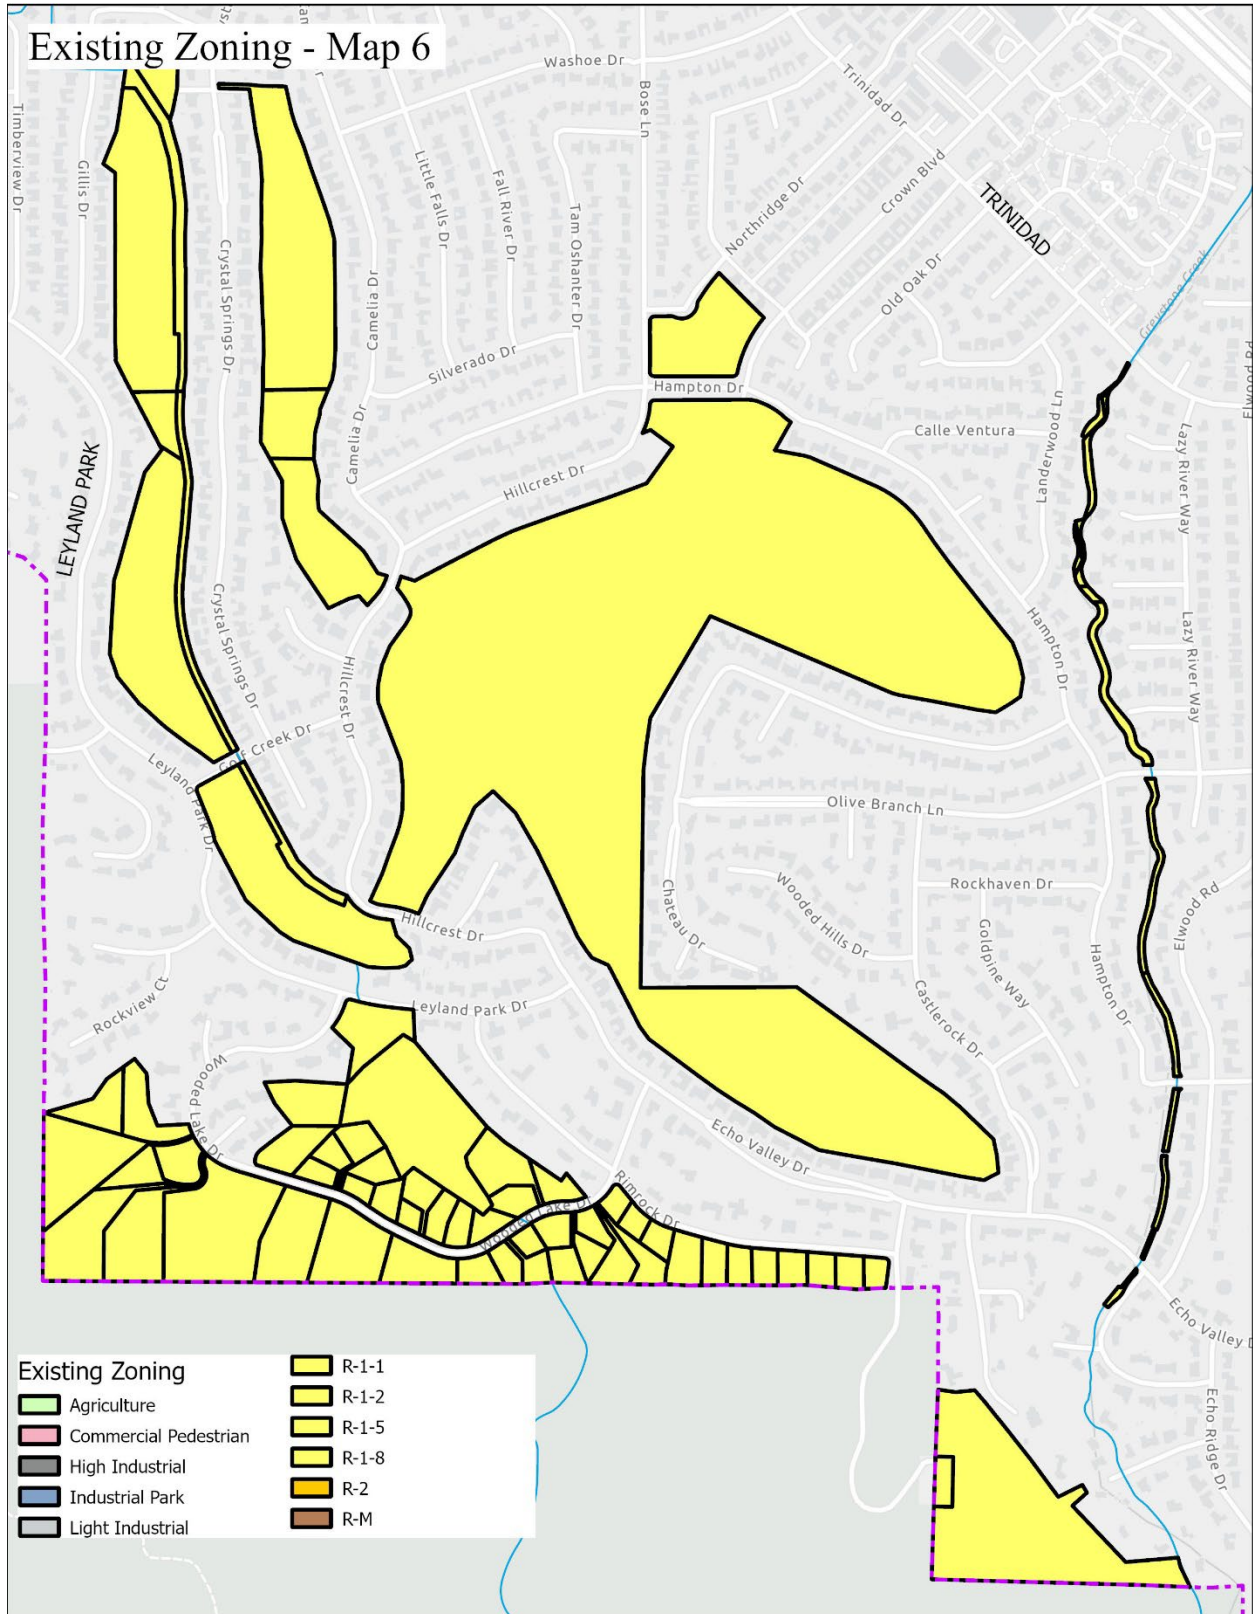 Existing Zoning - Map 6
Washoe Dr
Trinidad Dr
Bose Ln
Timberview Dr
Gillis Dr
Little Falls Dr
Fall River Dr
Tam Oshanter Dr
Northridge Dr
Crown Blvd
TRINIDAD
Crystal Springs Dr
Camelia Dr
Old Oak Dr
Greystone Creek
Silverado Dr
Hampton Dr
Elwood Rd
Camelia Dr
Calle Ventura
Landerwood Ln
Lazy River Way
Hillcrest Dr
LEYLAND PARK
Crystal Springs Dr
Hillcrest Dr
Hampton Dr
Lazy River Way
Golf Creek Dr
Leyland Park Dr
Olive Branch Ln
Wooded Hills Dr
Rockhaven Dr
Chateau Dr
Elwood Rd
Hillcrest Dr
Goldpine Way
Hampton Dr
Rockview Ct
Leyland Park Dr
Castlerock Dr
Wooded Lake Dr
Echo Valley Dr
Rimrock Dr
Wooded Lake Dr
Echo Valley D
Echo Ridge Dr
Existing Zoning
Agriculture
Commercial Pedestrian
High Industrial
Industrial Park
Light Industrial
R-1-1
R-1-2
R-1-5
R-1-8
R-2
R-M